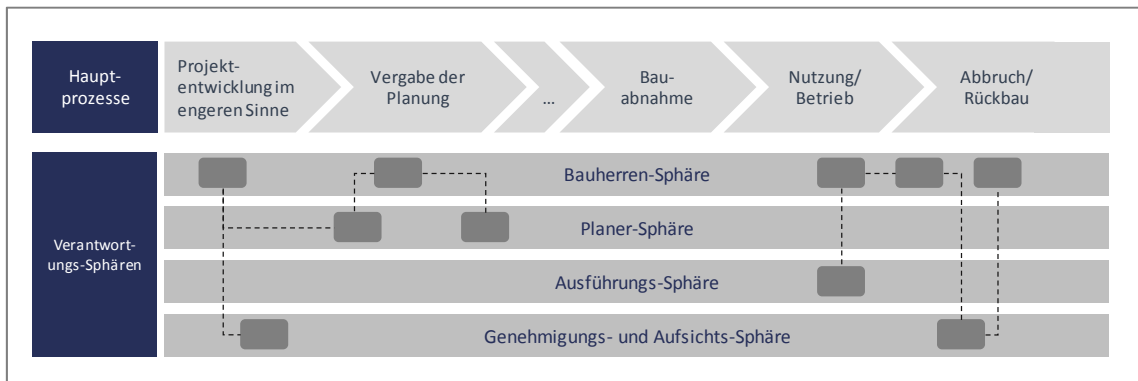 Haupt-
prozesse
Projekt-
entwicklung im
engeren Sinne
Vergabe der
Planung
...
Bau-
abnahme
Nutzung/
Betrieb
Abbruch/
Rückbau
Verantwort-
ungs-Sphären
Bauherren-Sphäre
Planer-Sphäre
Ausführungs-Sphäre
Genehmigungs- und Aufsichts-Sphäre